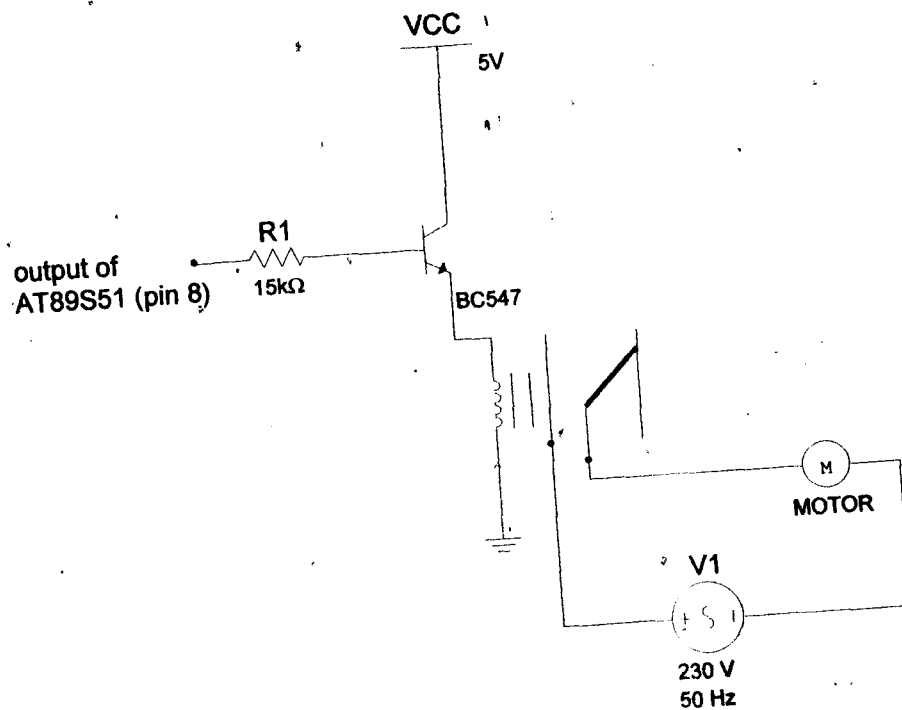 VCC
5V
R1
15kΩ
output of
AT89S51 (pin 8)
BC547
M
MOTOR
V1
230 V
50 Hz